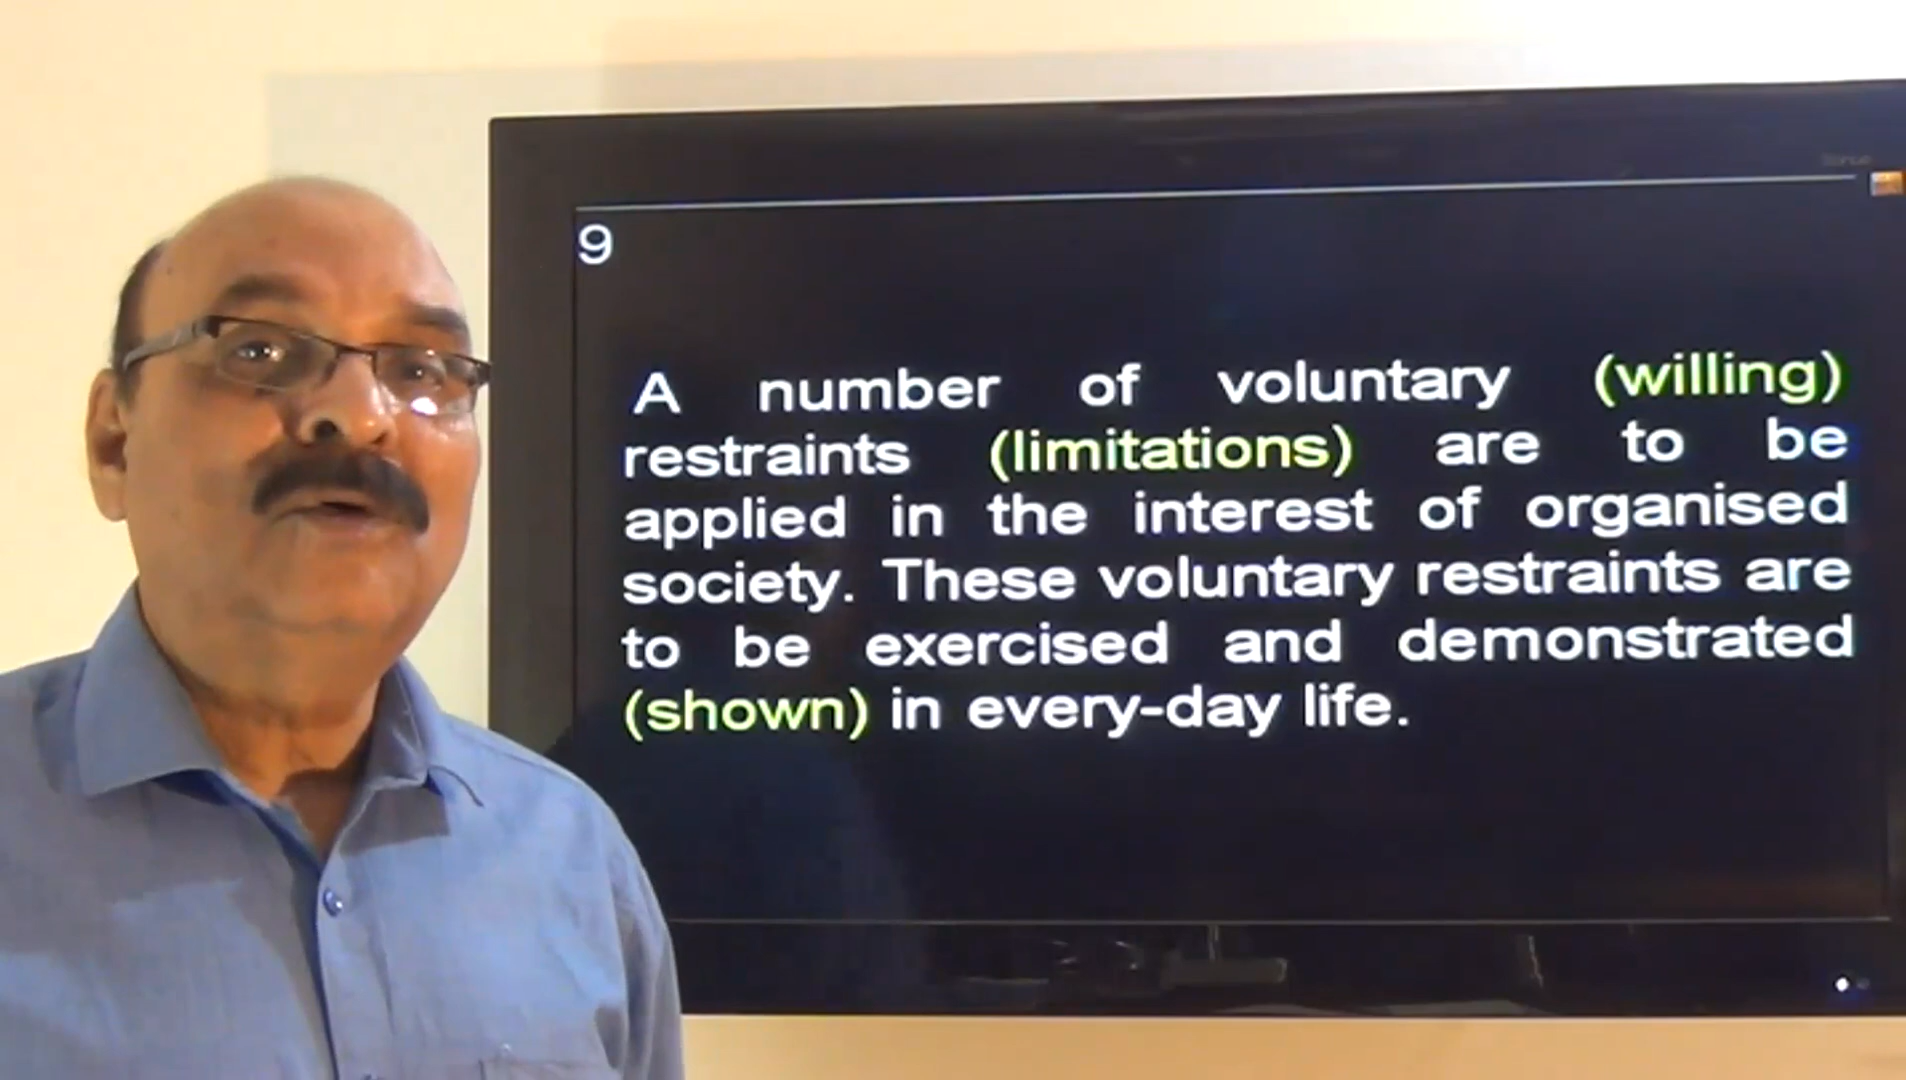 9
A number of voluntary (willing)
restraints (limitations) are to be
applied in the interest of organised
society. These voluntary restraints are
to be exercised and demonstrated
(shown) in every-day life.